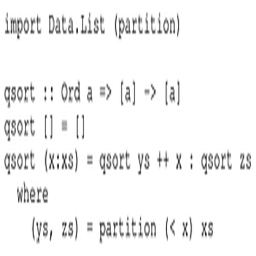 import Data.List (partition)
qsort :: Ord a => [a] -> [a]
qsort [] = []
qsort (x:xs) = qsort ys ++ x : qsort zs
where
(ys, zs) = partition (< x) xs